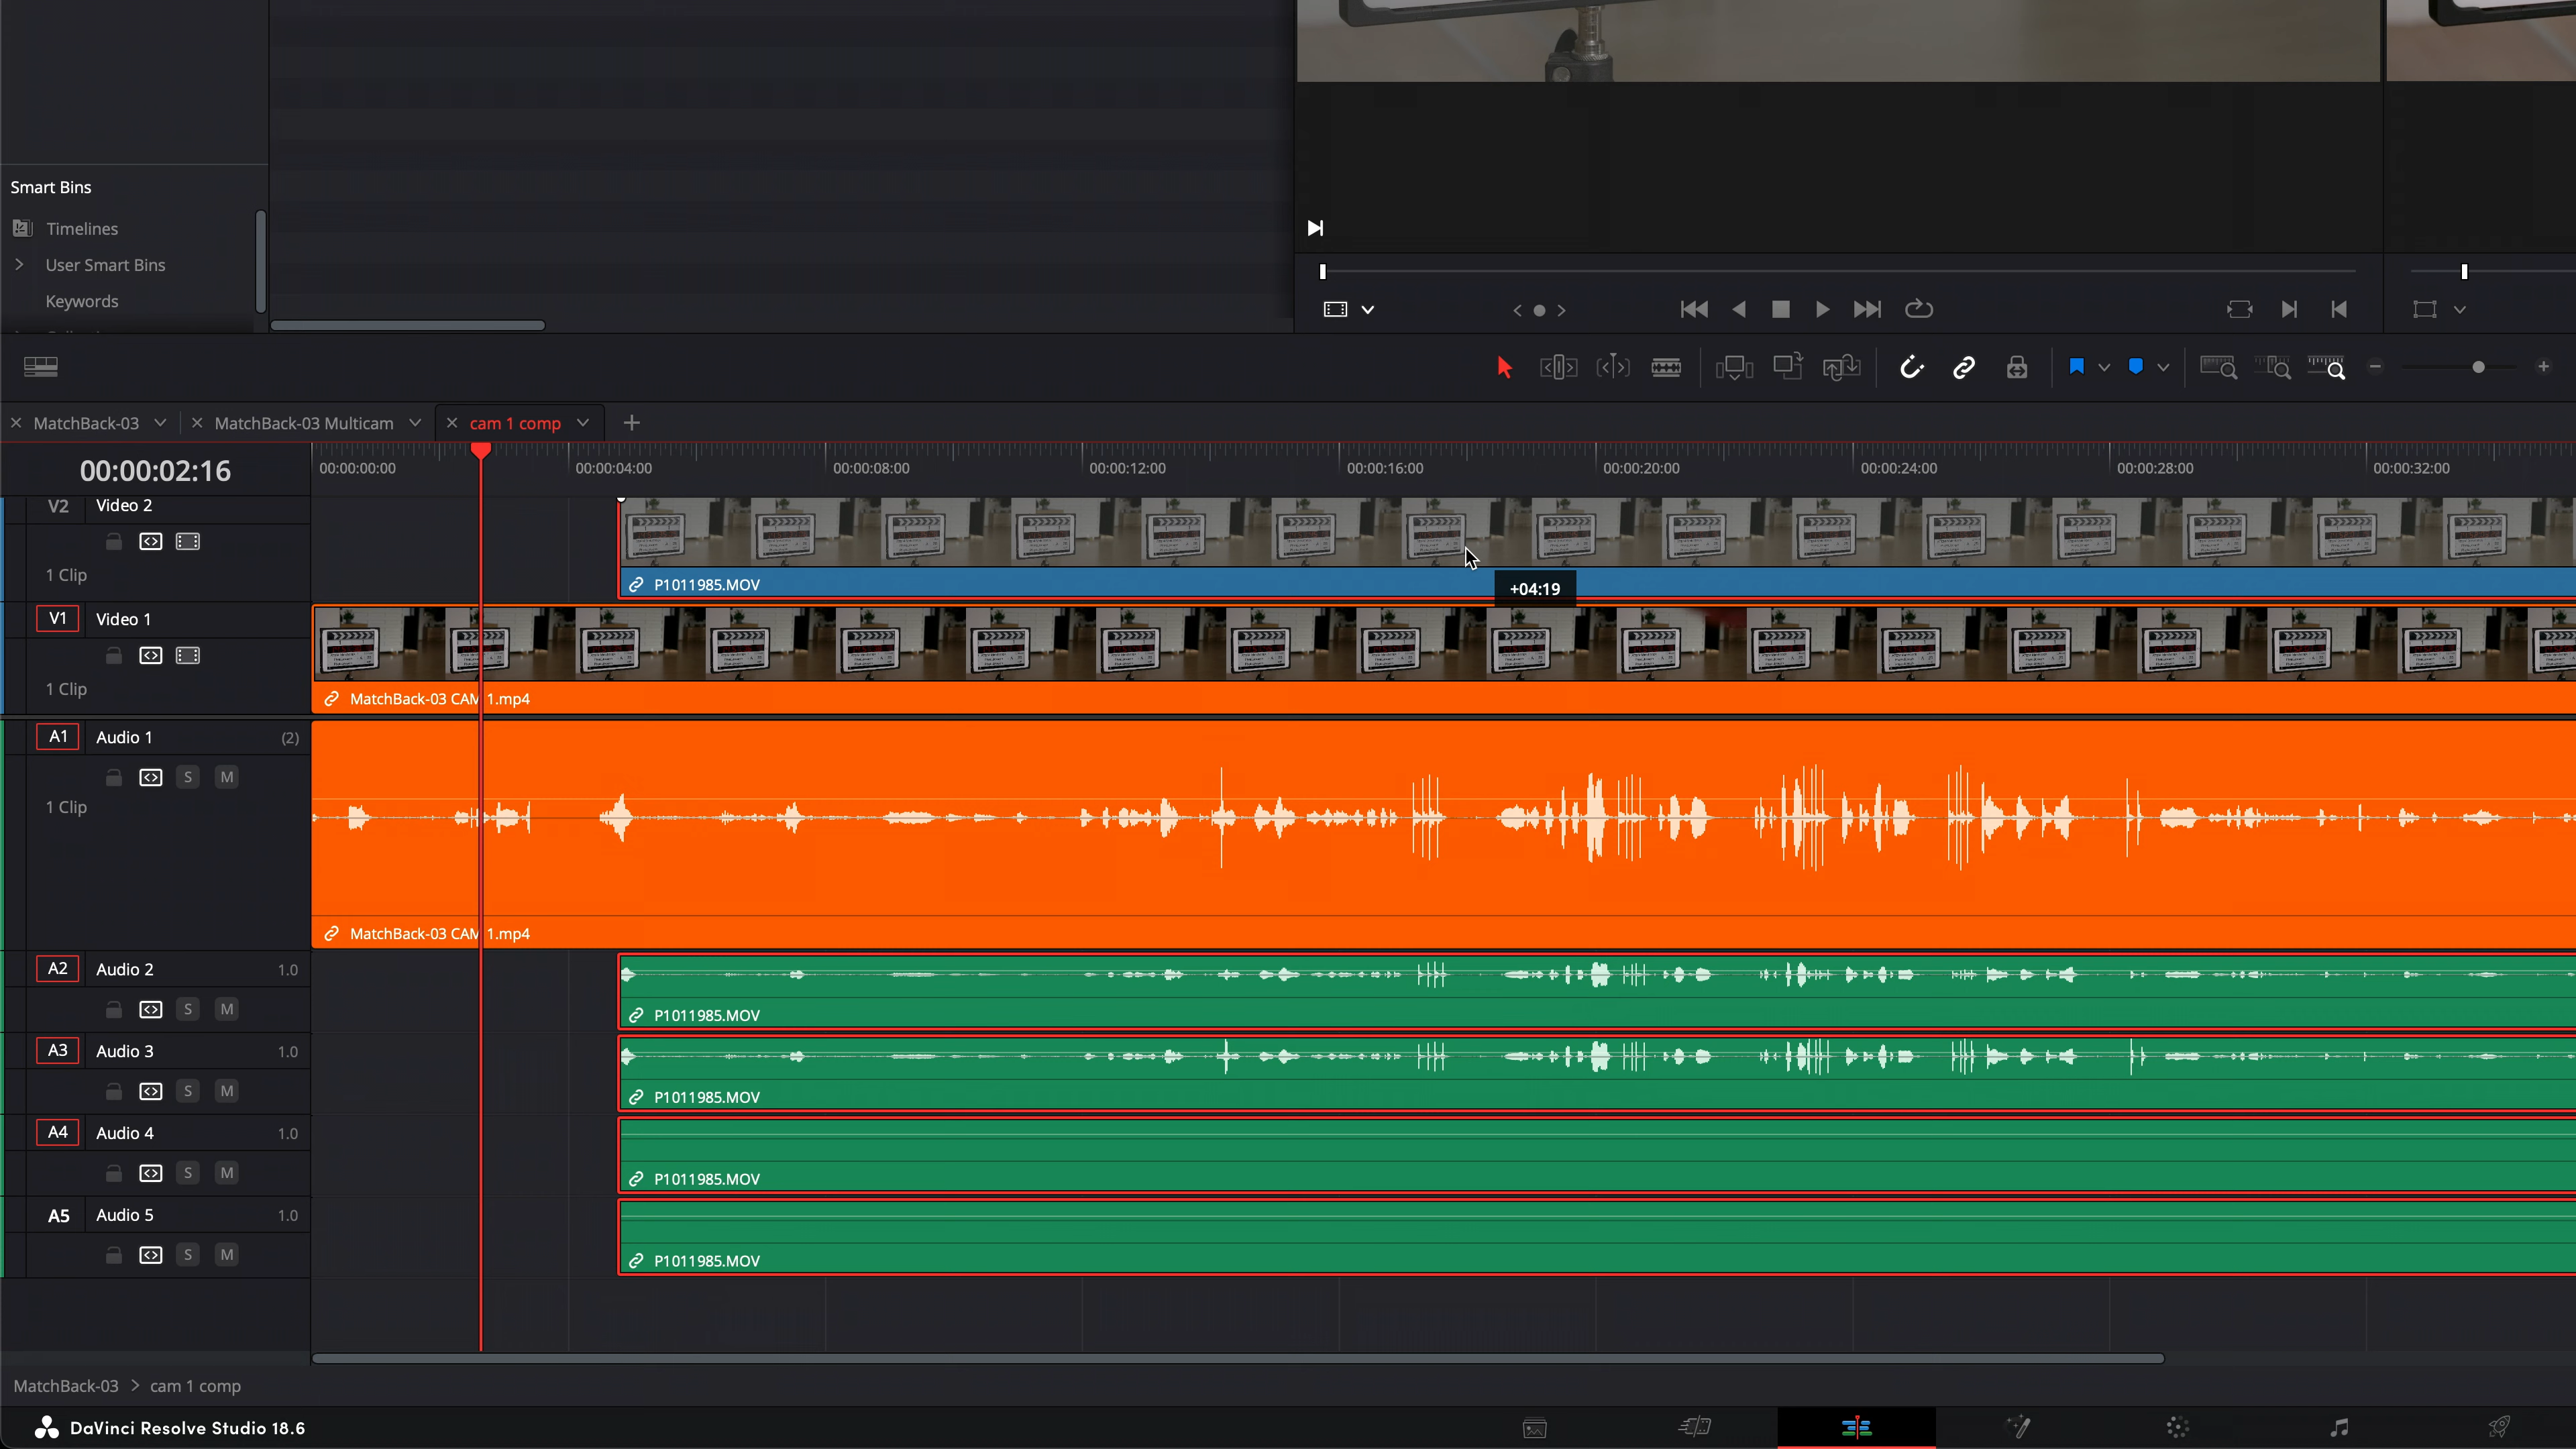 Smart Bins
Timelines
User Smart Bins
Keywords
MatchBack-03
MatchBack-03 Multicam
cam 1 comp
00:00:02:16
00:00:00:00
00:00:04:00
00:00:08:00
00:00:12:00
00:00:16:00
00:00:20:00
00:00:24:00
00:00:28:00
00:00:32:00
V2 Video 2
1 Clip
P1011985.MOV
+04:19
V1 Video 1
1 Clip
MatchBack-03 CAM 1.mp4
A1 Audio 1 (2)
S M
1 Clip
MatchBack-03 CAM 1.mp4
A2 Audio 2 1.0
S M
P1011985.MOV
A3 Audio 3 1.0
S M
P1011985.MOV
A4 Audio 4 1.0
S M
P1011985.MOV
A5 Audio 5 1.0
S M
P1011985.MOV
MatchBack-03 > cam 1 comp
DaVinci Resolve Studio 18.6